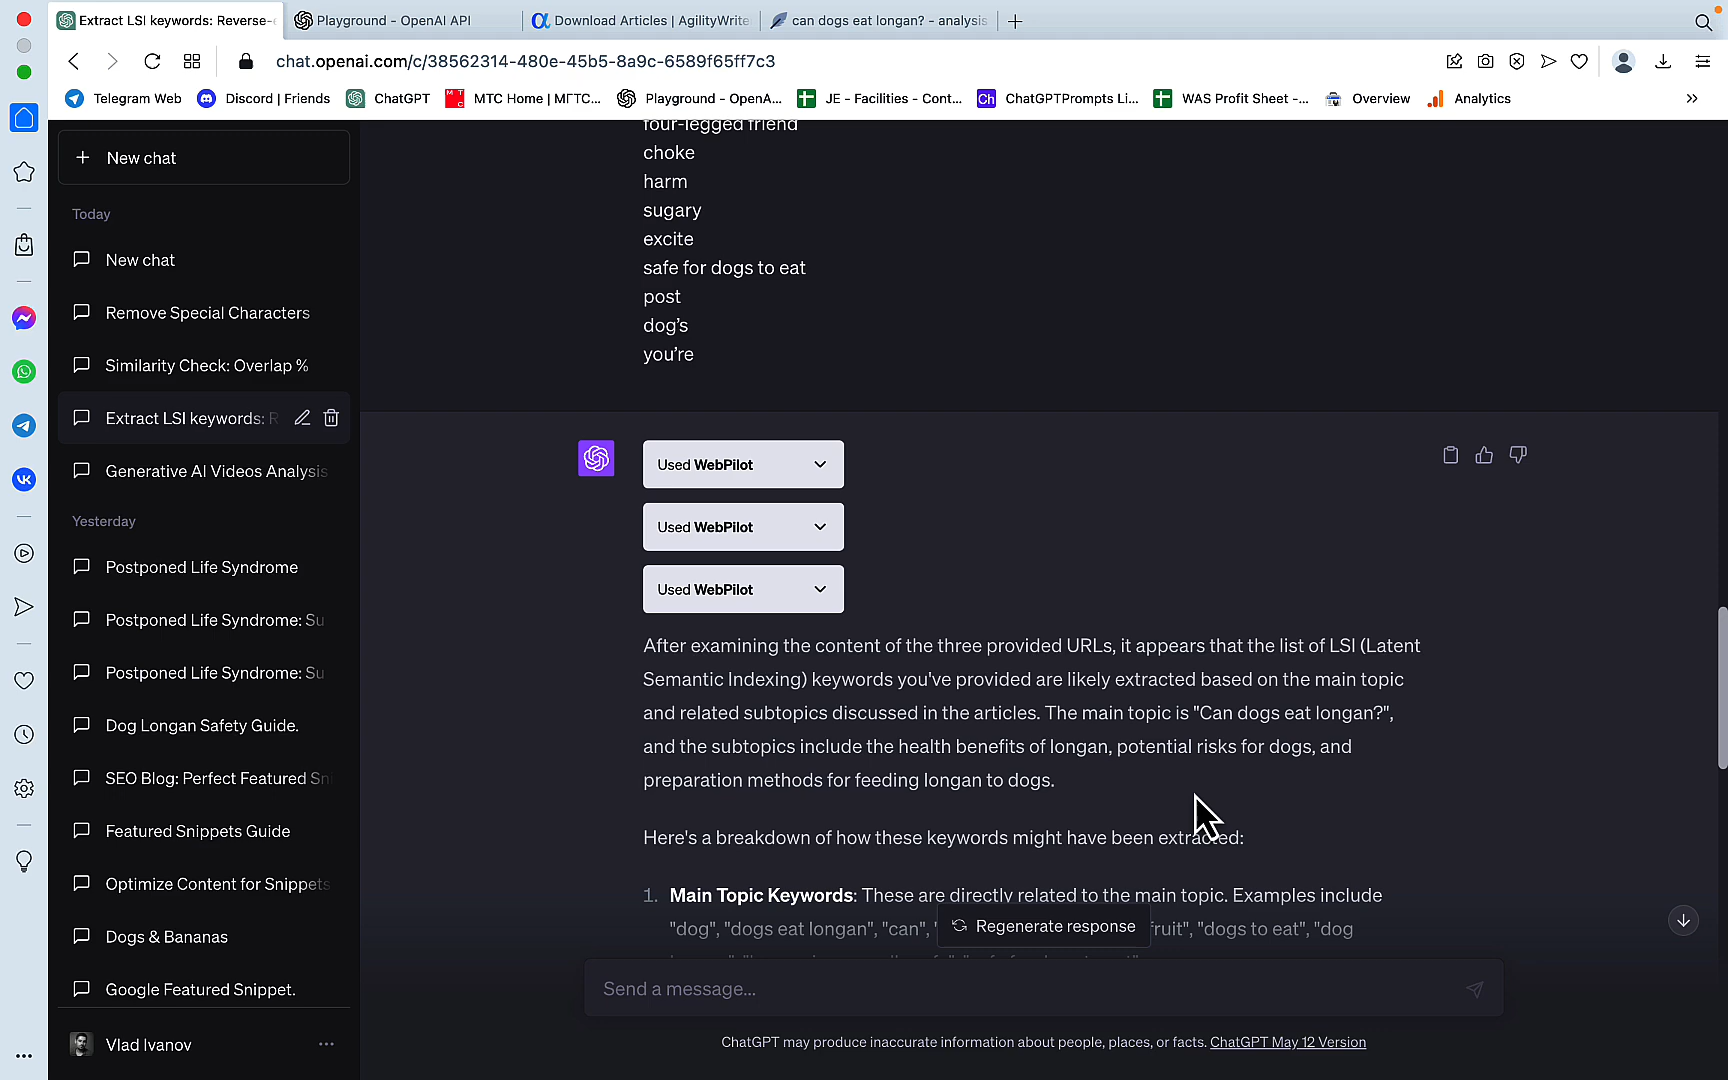 Extract LSI keywords: Reverse-
Playground - OpenAI API
Download Articles | AgilityWrite
can dogs eat longan? - analysis
chat.openai.com/c/38562314-480e-45b5-8a9c-6589f65ff7c3
Telegram Web
Discord | Friends
ChatGPT
MTC Home | МГТС...
Playground - OpenA...
JE - Facilities - Cont...
Ch
ChatGPTPrompts Li...
WAS Profit Sheet -...
Overview
Analytics
New chat
Today
New chat
Remove Special Characters
Similarity Check: Overlap %
Extract LSI keywords: R
Generative AI Videos Analysis
Yesterday
Postponed Life Syndrome
Postponed Life Syndrome: Su
Postponed Life Syndrome: Su
Dog Longan Safety Guide.
SEO Blog: Perfect Featured Sn
Featured Snippets Guide
Optimize Content for Snippets
Dogs & Bananas
Google Featured Snippet.
Vlad Ivanov
four-legged friend
choke
harm
sugary
excite
safe for dogs to eat
post
dog's
you're
Used WebPilot
Used WebPilot
Used WebPilot
After examining the content of the three provided URLs, it appears that the list of LSI (Latent
Semantic Indexing) keywords you've provided are likely extracted based on the main topic
and related subtopics discussed in the articles. The main topic is "Can dogs eat longan?",
and the subtopics include the health benefits of longan, potential risks for dogs, and
preparation methods for feeding longan to dogs.
Here's a breakdown of how these keywords might have been extracted:
1. Main Topic Keywords: These are directly related to the main topic. Examples include
"dog", "dogs eat longan", "can", " fruit", "dogs to eat", "dog
Regenerate response
Send a message...
ChatGPT may produce inaccurate information about people, places, or facts. ChatGPT May 12 Version